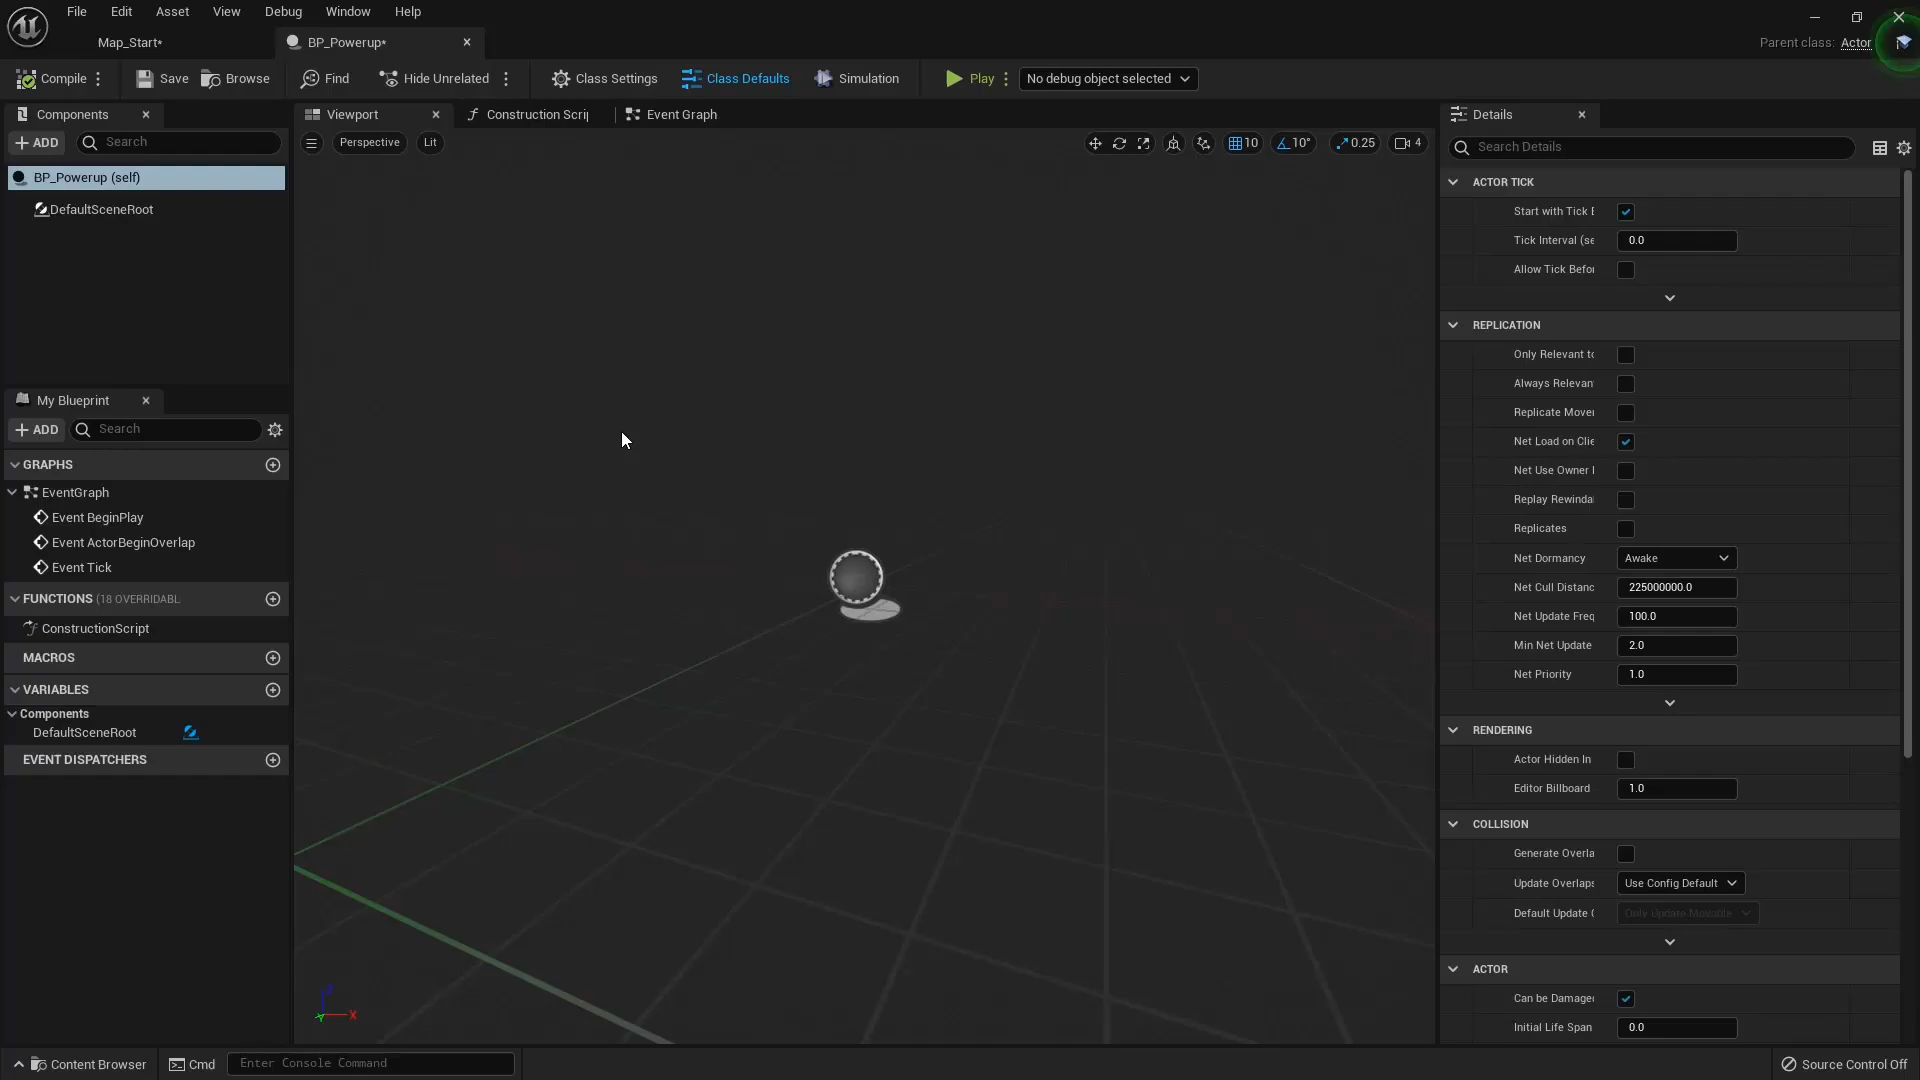 File Edit Asset View Debug Window Help
Map_Start*
BP_Powerup*
Parent class: Actor
Compile
Save
Browse
Find
Hide Unrelated
Class Settings
Class Defaults
Simulation
Play
No debug object selected
Components
Viewport
Construction Scri
Event Graph
Details
ADD
Search
Perspective
Lit
10
10°
0.25
4
Search Details
BP_Powerup (self)
DefaultSceneRoot
ACTOR TICK
Start with Tick E
Tick Interval (se
0.0
Allow Tick Befor
REPLICATION
Only Relevant to
Always Relevan
Replicate Mover
Net Load on Clie
Net Use Owner I
Replay Rewinda
Replicates
Net Dormancy
Awake
Net Cull Distanc
225000000.0
Net Update Freq
100.0
Min Net Update
2.0
Net Priority
1.0
RENDERING
Actor Hidden In
Editor Billboard
1.0
COLLISION
Generate Overla
Update Overlaps
Use Config Default
Default Update (
Only Update Movable
ACTOR
Can be Damage
Initial Life Span
0.0
My Blueprint
ADD
Search
GRAPHS
EventGraph
Event BeginPlay
Event ActorBeginOverlap
Event Tick
FUNCTIONS (18 OVERRIDABL
ConstructionScript
MACROS
VARIABLES
Components
DefaultSceneRoot
EVENT DISPATCHERS
Z
Y
X
Content Browser
Cmd
Enter Console Command
Source Control Off